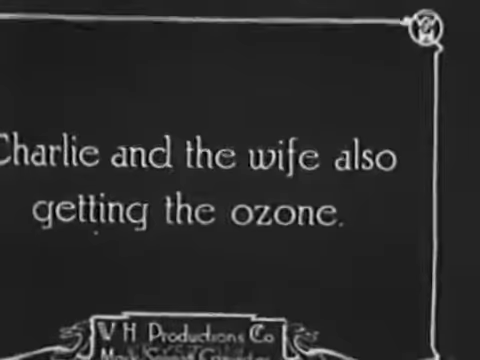 Charlie and the wife also
getting the ozone.
W H Productions Co